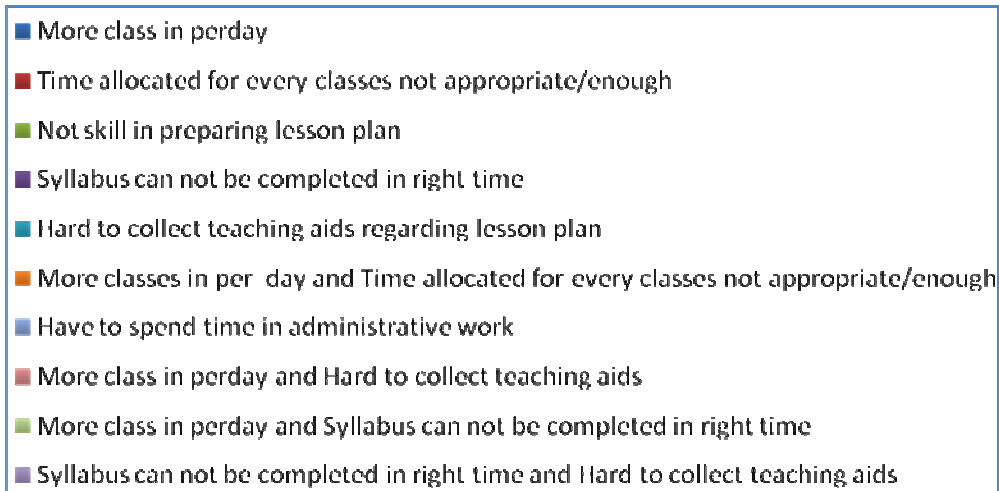 More class in perday
Time allocated for every classes not appropriate/enough
Not skill in preparing lesson plan
Syllabus can not be completed in right time
Hard to collect teaching aids regarding lesson plan
More classes in per day and Time allocated for every classes not appropriate/enough
Have to spend time in administrative work
More class in perday and Hard to collect teaching aids
More class in perday and Syllabus can not be completed in right time
Syllabus can not be completed in right time and Hard to collect teaching aids